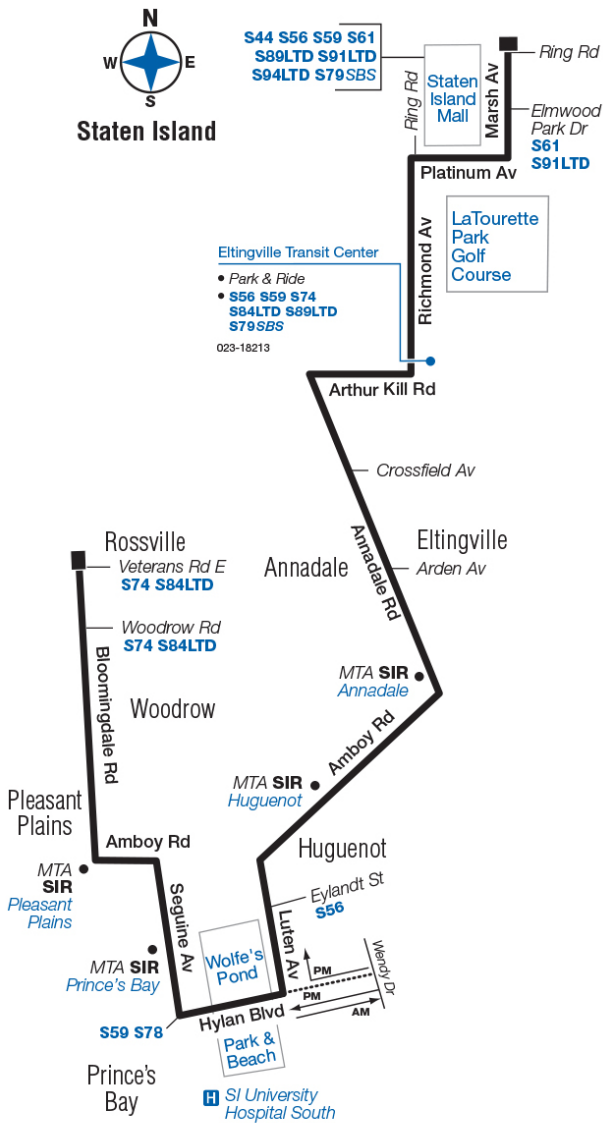 N
W E
S
Staten Island
S44 S56 S59 S61
S89LTD S91LTD
S94LTD S79SBS
Ring Rd
Staten
Island
Mall
Marsh Av
Ring Rd
Elmwood
Park Dr
S61
S91LTD
Platinum Av
Richmond Av
LaTourette
Park
Golf
Course
Eltingville Transit Center
• Park & Ride
• S56 S59 S74
S84LTD S89LTD
S79SBS
023-18213
Arthur Kill Rd
Crossfield Av
Annadale Rd
Eltingville
Annadale
Arden Av
Rossville
Veterans Rd E
S74 S84LTD
Woodrow Rd
S74 S84LTD
Bloomingdale Rd
Woodrow
MTA SIR
Annadale
Amboy Rd
MTA SIR
Huguenot
Pleasant
Plains
Amboy Rd
Huguenot
MTA
SIR
Pleasant
Plains
Seguine Av
Eylandt St
S56
Luten Av
Wolfe's
Pond
MTA SIR
Prince's Bay
PM
PM
AM
Wendy Dr
Hylan Blvd
S59 S78
Park &
Beach
Prince's
Bay
H SI University
Hospital South